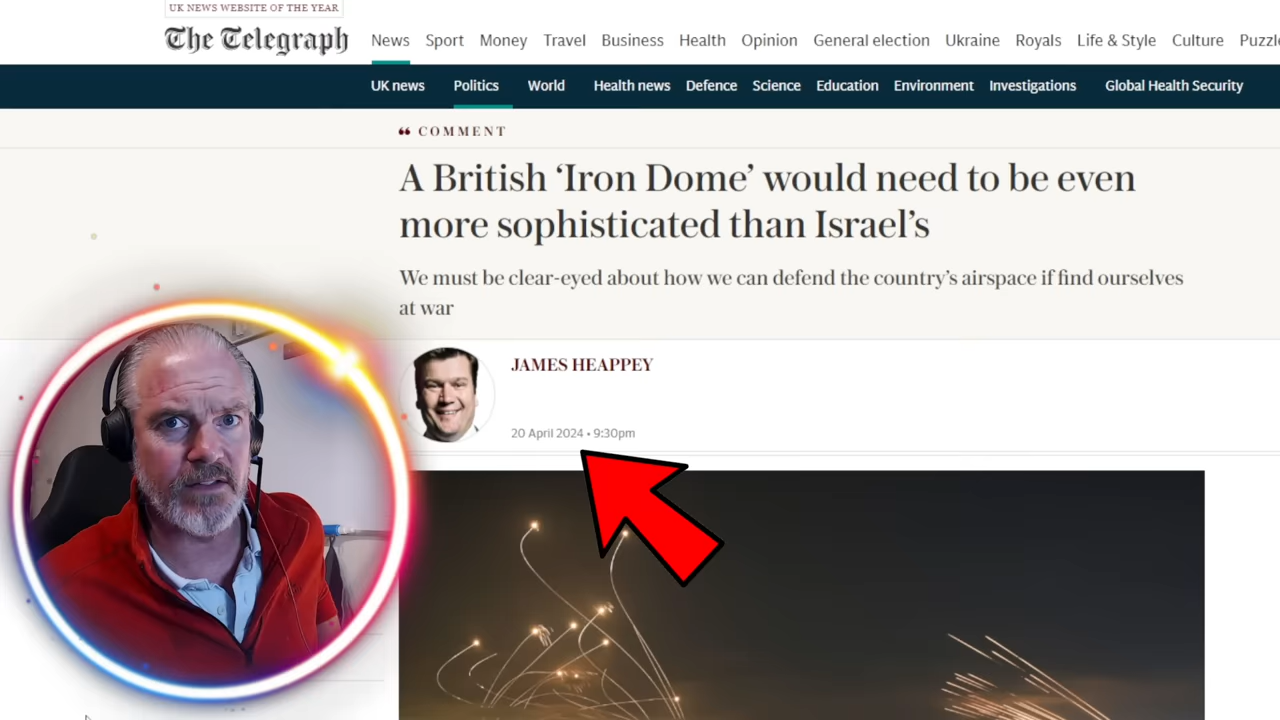 UK NEWS WEBSITE OF THE YEAR
The Telegraph
News Sport Money Travel Business Health Opinion General election Ukraine Royals Life & Style Culture
UK news Politics World Health news Defence Science Education Environment Investigations Global Health Security
“ COMMENT
A British ‘Iron Dome’ would need to be even
more sophisticated than Israel’s
We must be clear-eyed about how we can defend the country’s airspace if find ourselves
at war
JAMES HEAPPEY
20 April 2024 • 9:30pm